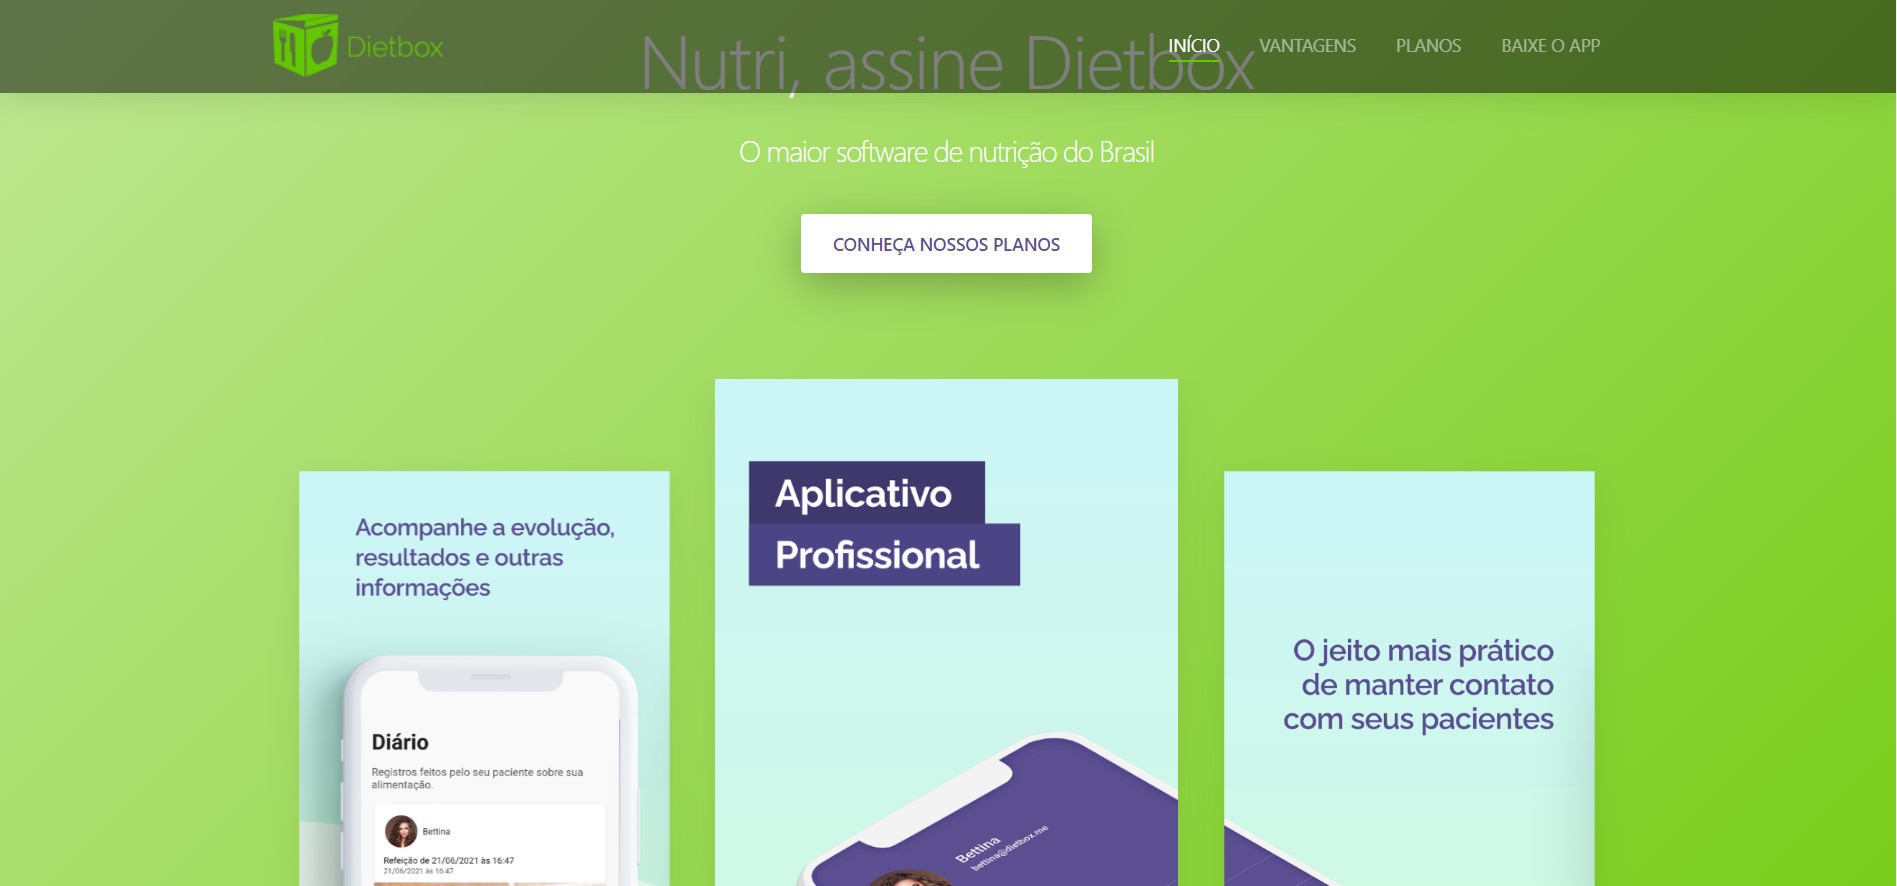 Dietbox
INÍCIO
VANTAGENS
PLANOS
BAIXE O APP
Nutri, assine Dietbox
O maior software de nutrição do Brasil
CONHEÇA NOSSOS PLANOS
Acompanhe a evolução,
resultados e outras
informações
Diário
Registros feitos pelo seu paciente sobre sua
alimentação.
Bettina
Refeição de 21/06/2021 às 16:47
21/06/2021 às 16:47
Aplicativo
Profissional
Bettina
bettina@dietbox.me
O jeito mais prático
de manter contato
com seus pacientes